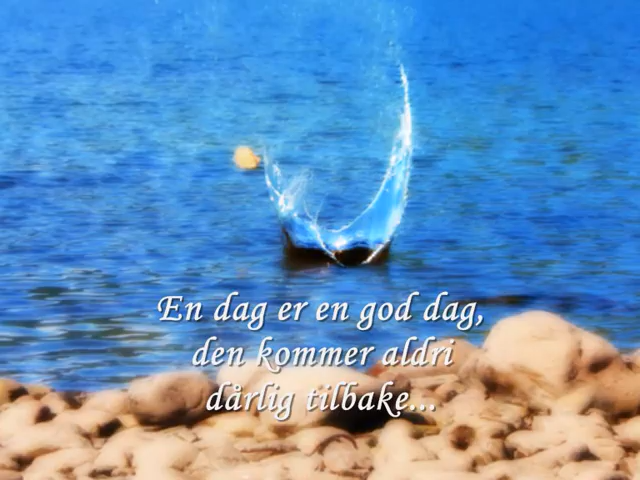 En dag er en god dag,
den kommer aldri
dårlig tilbake...